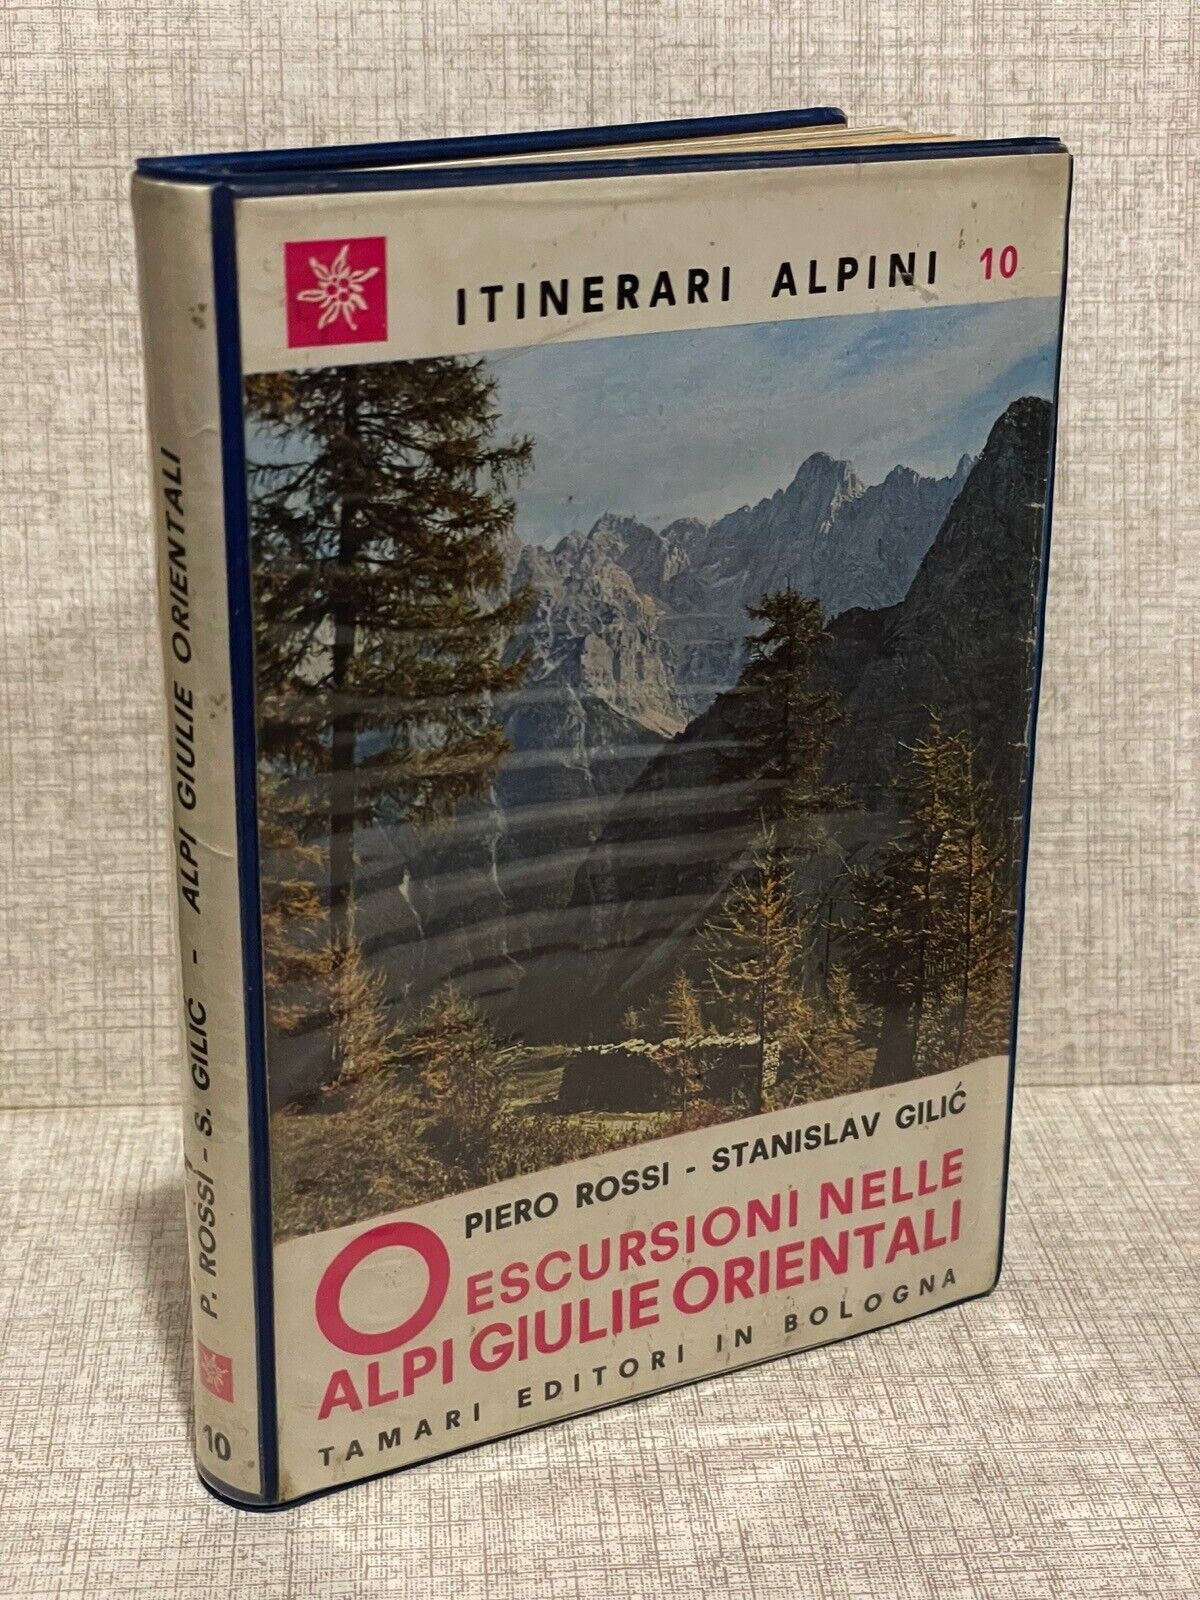 ITINERARI ALPINI 10
PIERO ROSSI - STANISLAV GILIĆ
ESCURSIONI NELLE
ALPI GIULIE ORIENTALI
TAMARI EDITORI IN BOLOGNA
P. ROSSI - S. GILIĆ - ALPI GIULIE ORIENTALI
10